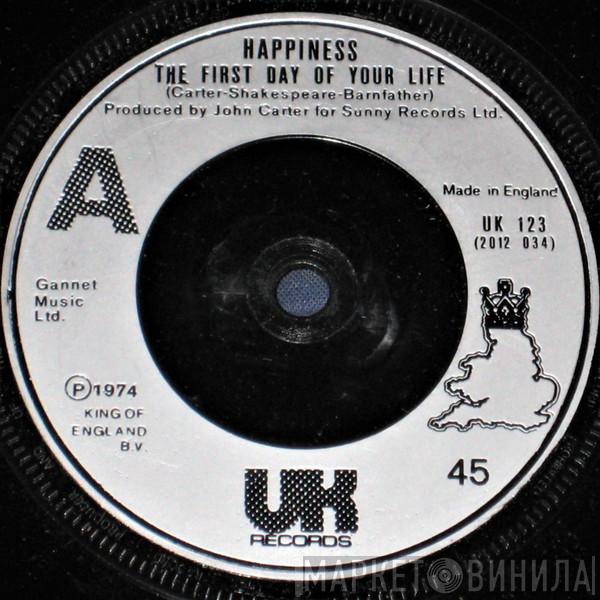 HAPPINESS
THE FIRST DAY OF YOUR LIFE
(Carter-Shakespeare-Barnfather)
Produced by John Carter for Sunny Records Ltd.
A
Made in England
UK 123
(2012 034)
Gannet
Music
Ltd.
Ⓟ1974
KING OF
ENGLAND
B.V.
45
UK
RECORDS
МАРКЕТ ВИНИЛА